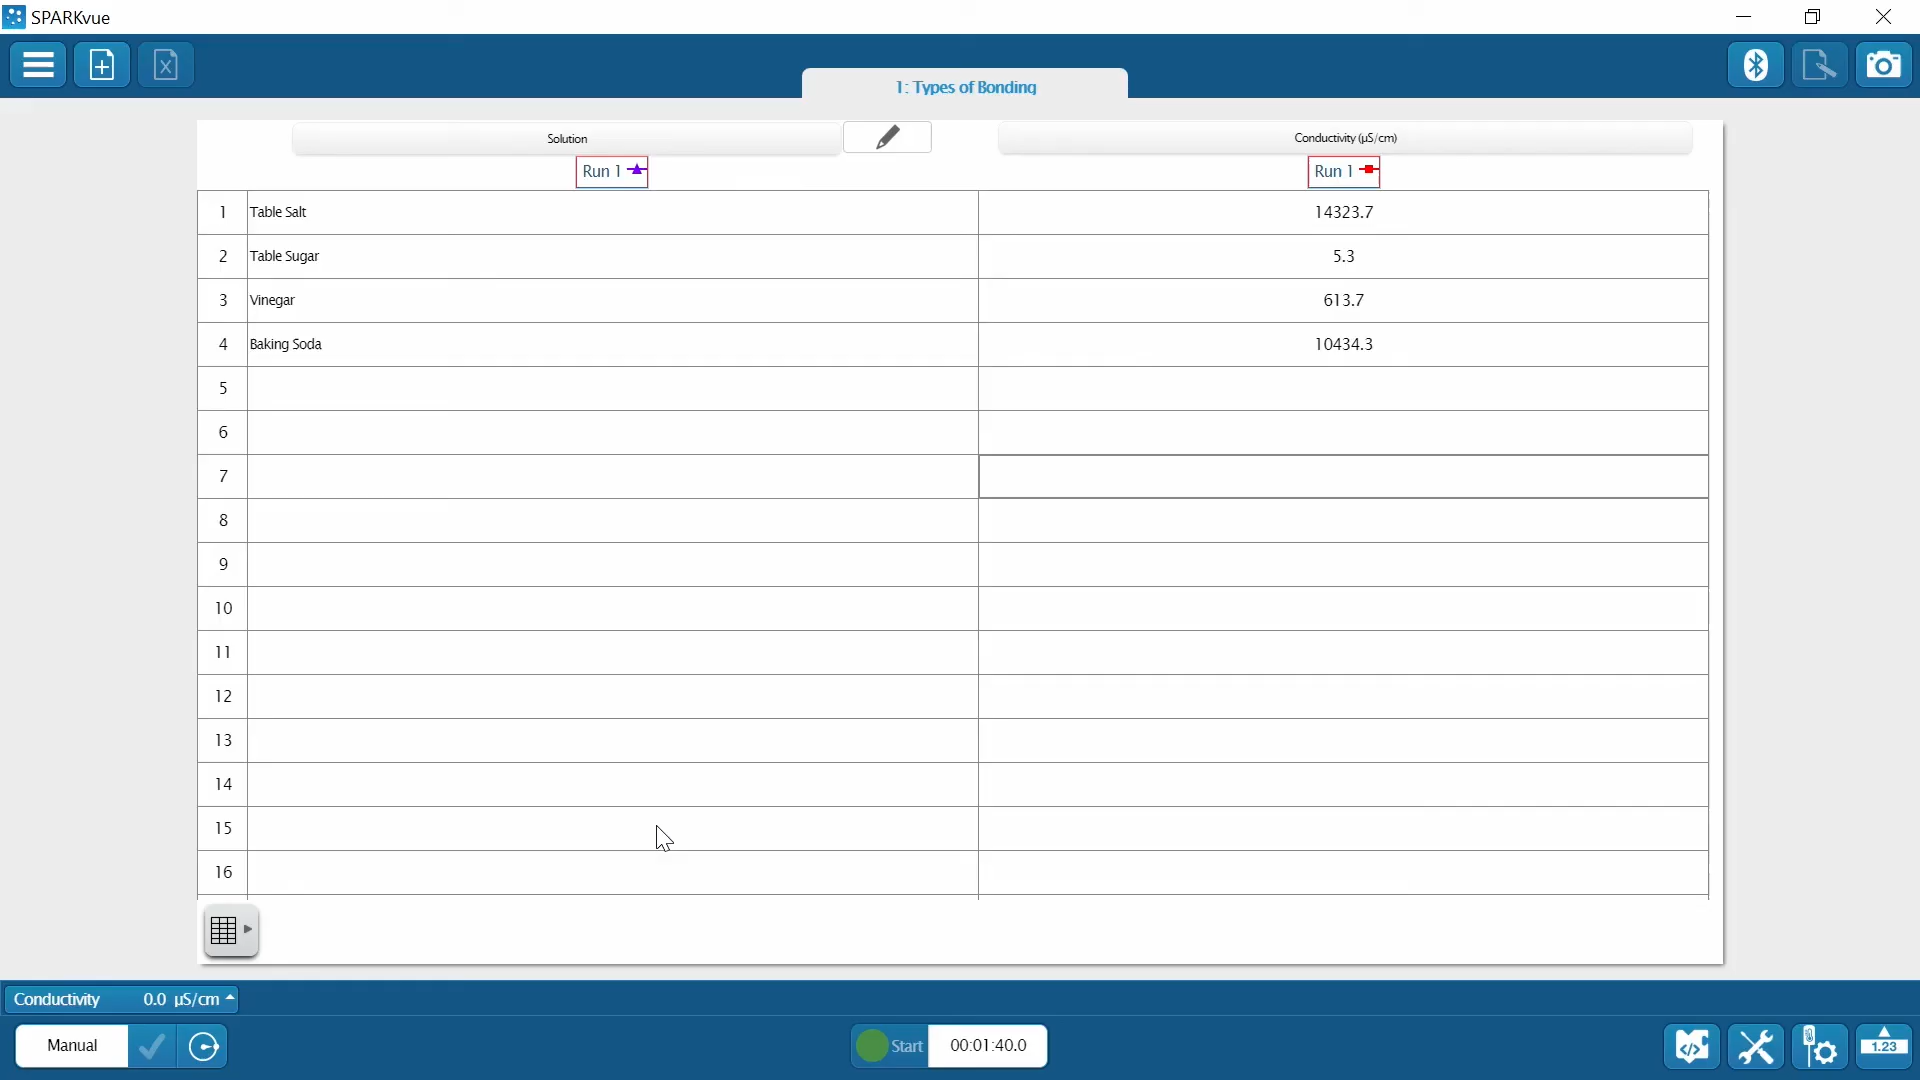 SPARKvue
1: Types of Bonding
Solution
Conductivity (µS/cm)
Run 1
Run 1
1 Table Salt 14323.7
2 Table Sugar 5.3
3 Vinegar 613.7
4 Baking Soda 10434.3
5
6
7
8
9
10
11
12
13
14
15
16
Conductivity 0.0 µS/cm
Manual
Start 00:01:40.0
1.23